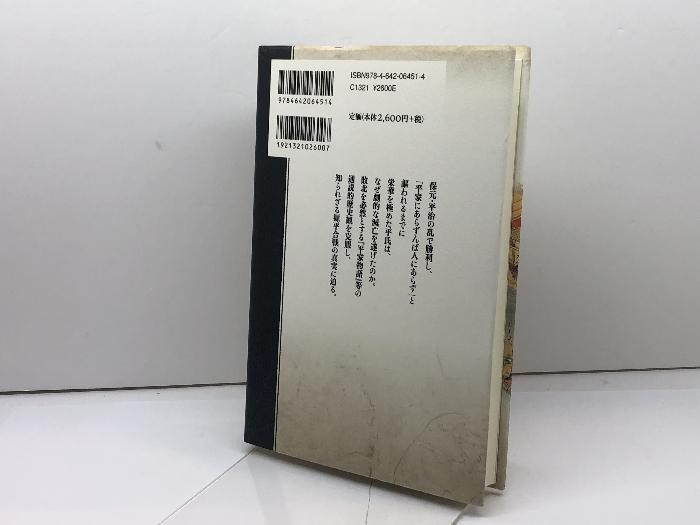 ISBN978-4-642-06451-4
C1321 ¥2600E
定価(本体2,600円+税)
9784642064514
1921321026007
保元・平治の乱で勝利し、
「平家にあらずんば人にあらず」と
謳われるまでに
栄華を極めた平氏は、
なぜ劇的な滅亡を遂げたのか。
敗北を必然とする『平家物語』等の
通説的歴史観を克服し、
知られざる源平合戦の真実に迫る。